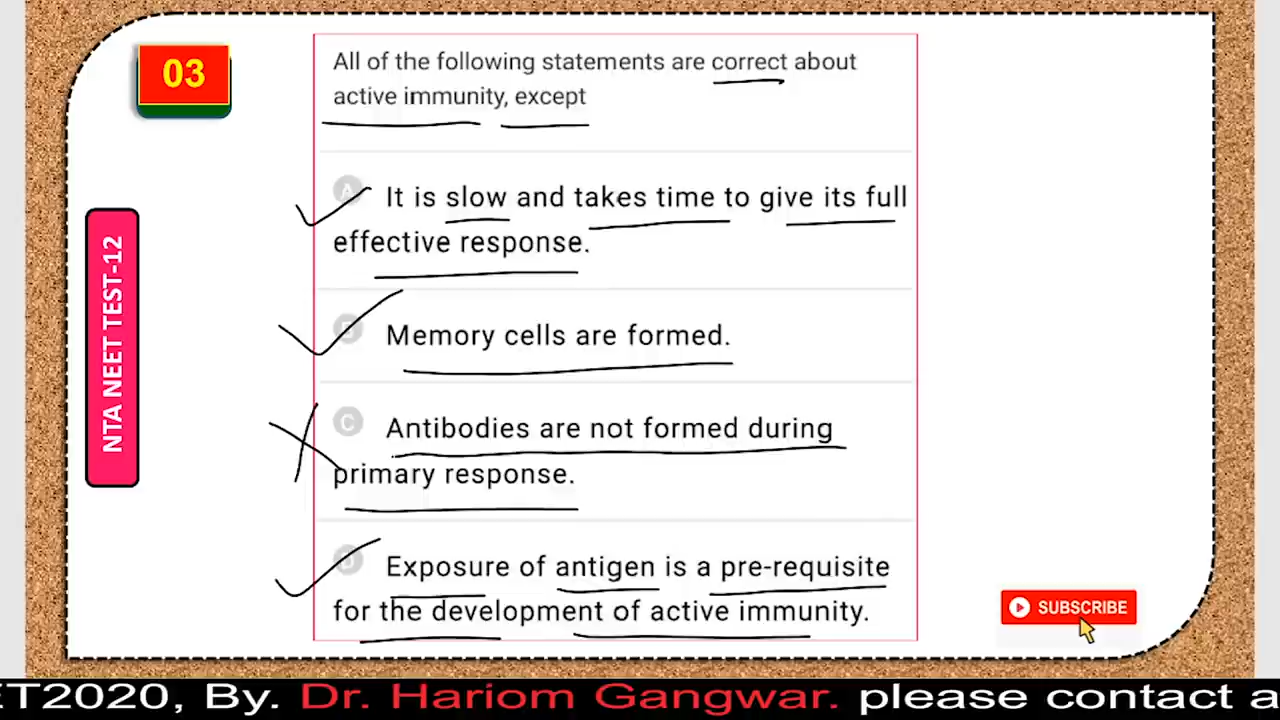 03
All of the following statements are correct about
active immunity, except
A It is slow and takes time to give its full
effective response.
B Memory cells are formed.
C Antibodies are not formed during
primary response.
D Exposure of antigen is a pre-requisite
for the development of active immunity.
NTA NEET TEST-12
SUBSCRIBE
ET2020, By. Dr. Hariom Gangwar. please contact a